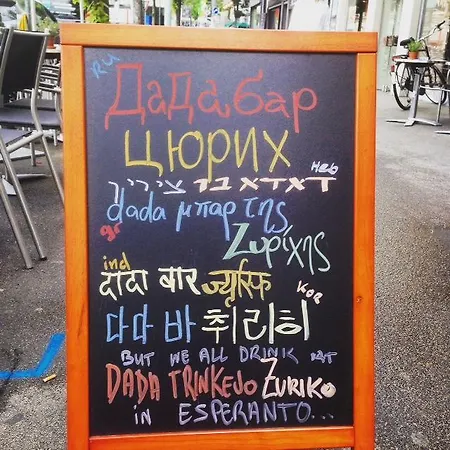 RU
Дадабар
цюрих
Heb
דאדא בר ציריך
dada μπαρ της
gr
Ζυρίχης
ind
दादा बार ज्यूरिक
Kor
다다 바 취리히
BUT WE ALL DRINK AT
DADA TRINKEJO ZURIKO
in ESPERANTO...